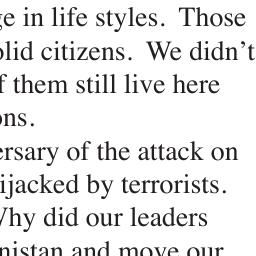 ge in life styles.  Those
olid citizens.  We didn't
f them still live here
ons.
ersary of the attack on
ijacked by terrorists.
Why did our leaders
nistan and move our